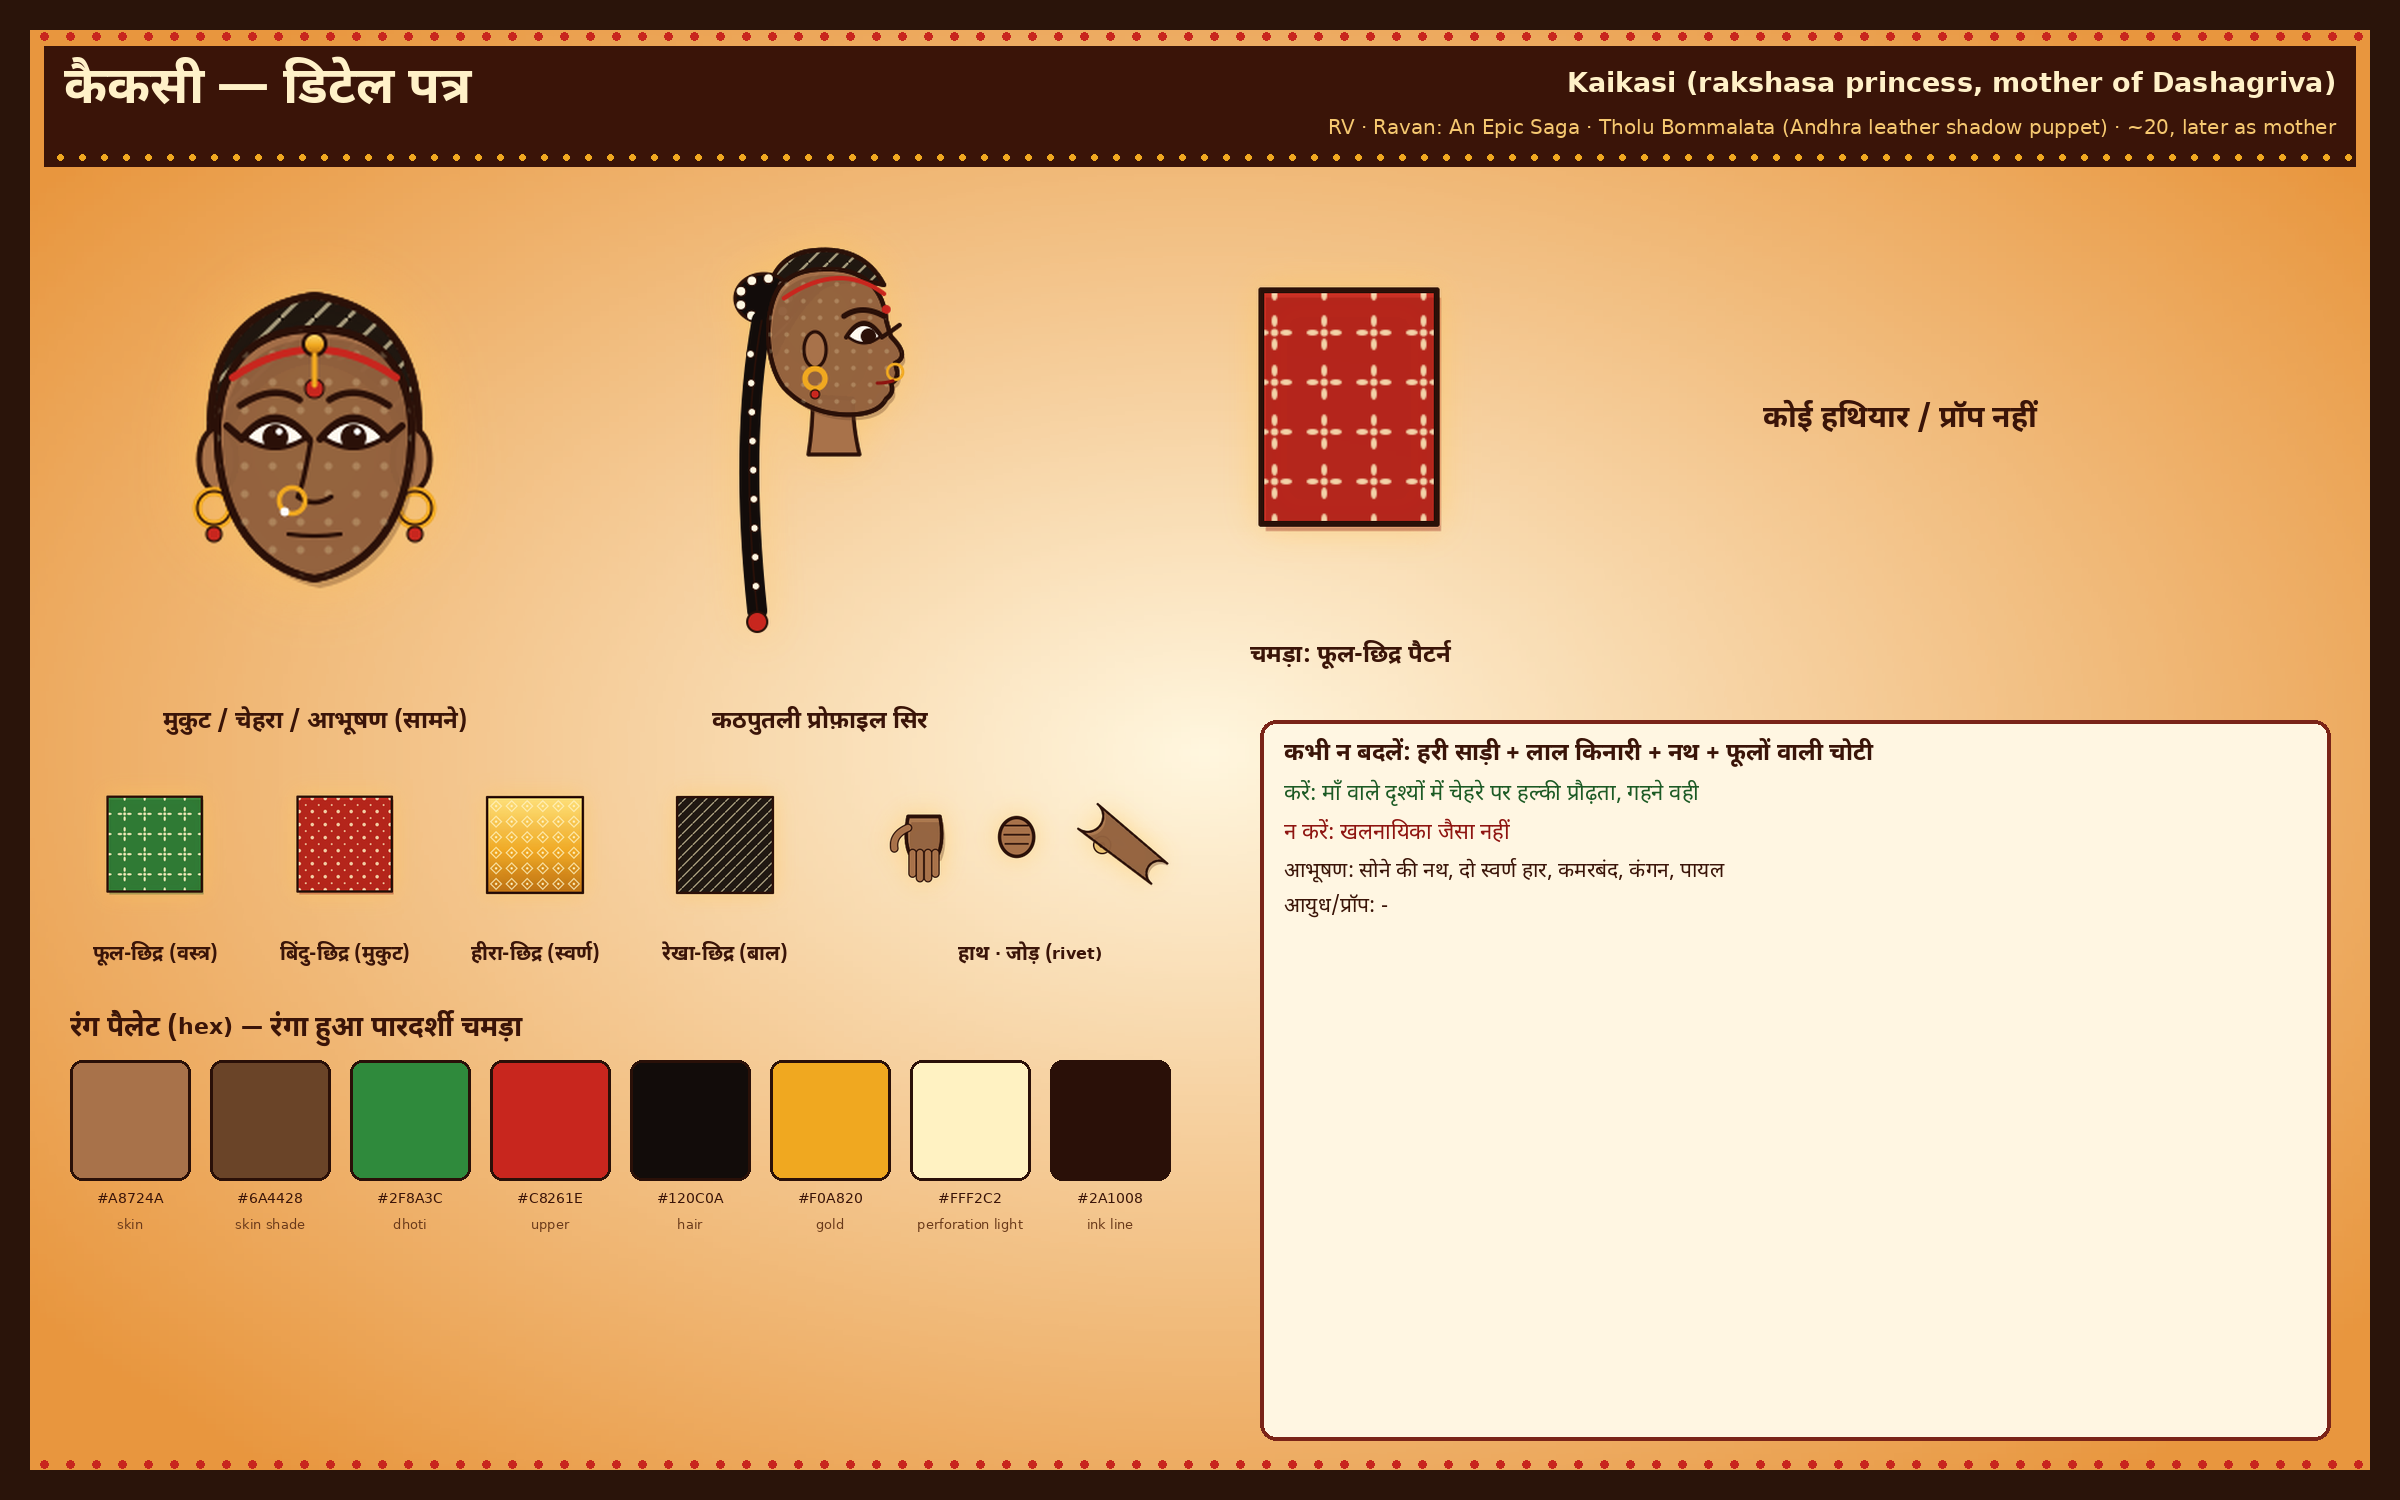 कैकसी — डिटेल पत्र
Kaikasi (rakshasa princess, mother of Dashagriva)
RV · Ravan: An Epic Saga · Tholu Bommalata (Andhra leather shadow puppet) · ~20, later as mother
कोई हथियार / प्रॉप नहीं
चमड़ा: फूल-छिद्र पैटर्न
मुकुट / चेहरा / आभूषण (सामने)
कठपुतली प्रोफ़ाइल सिर
कभी न बदलें: हरी साड़ी + लाल किनारी + नथ + फूलों वाली चोटी
करें: माँ वाले दृश्यों में चेहरे पर हल्की प्रौढ़ता, गहने वही
न करें: खलनायिका जैसा नहीं
आभूषण: सोने की नथ, दो स्वर्ण हार, कमरबंद, कंगन, पायल
आयुध/प्रॉप: -
फूल-छिद्र (वस्त्र)
बिंदु-छिद्र (मुकुट)
हीरा-छिद्र (स्वर्ण)
रेखा-छिद्र (बाल)
हाथ · जोड़ (rivet)
रंग पैलेट (hex) — रंगा हुआ पारदर्शी चमड़ा
#A8724A
#6A4428
#2F8A3C
#C8261E
#120C0A
#F0A820
#FFF2C2
#2A1008
skin
skin shade
dhoti
upper
hair
gold
perforation light
ink line